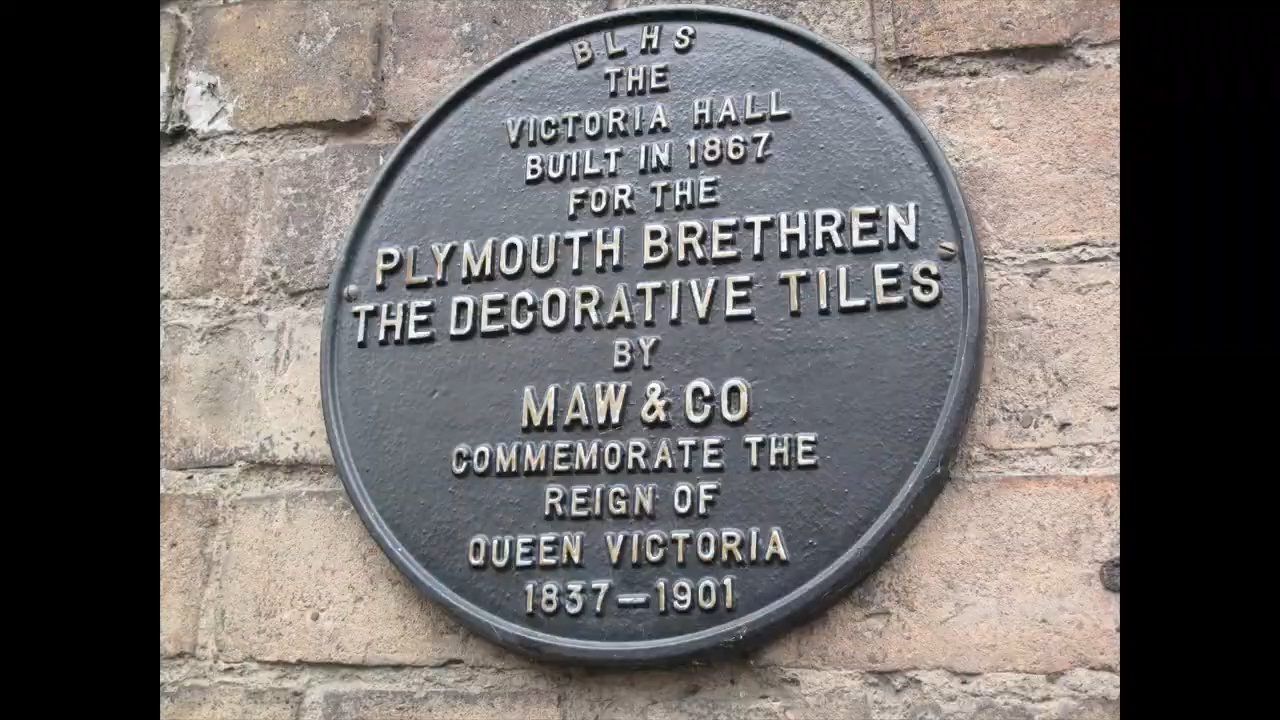 BLHS
THE
VICTORIA HALL
BUILT IN 1867
FOR THE
PLYMOUTH BRETHREN
THE DECORATIVE TILES
BY
MAW & CO
COMMEMORATE THE
REIGN OF
QUEEN VICTORIA
1837—1901